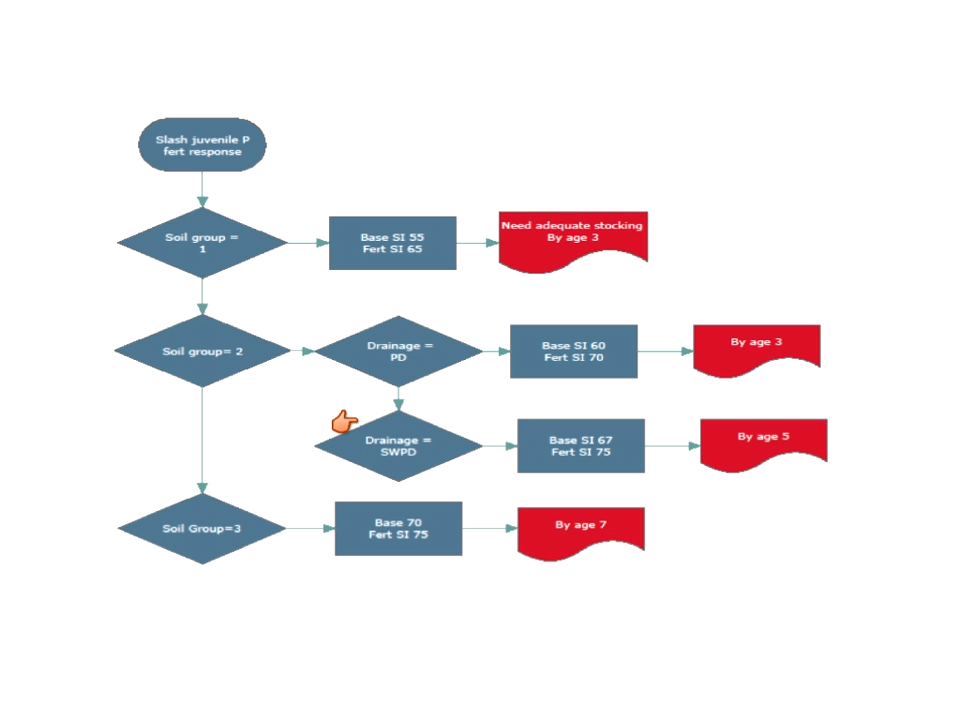 Slash juvenile P
fert response
Soil group =
1
Base SI 55
Fert SI 65
Need adequate stocking
By age 3
Soil group= 2
Drainage =
PD
Base SI 60
Fert SI 70
By age 3
Drainage =
SWPD
Base SI 67
Fert SI 75
By age 5
Soil Group=3
Base 70
Fert SI 75
By age 7